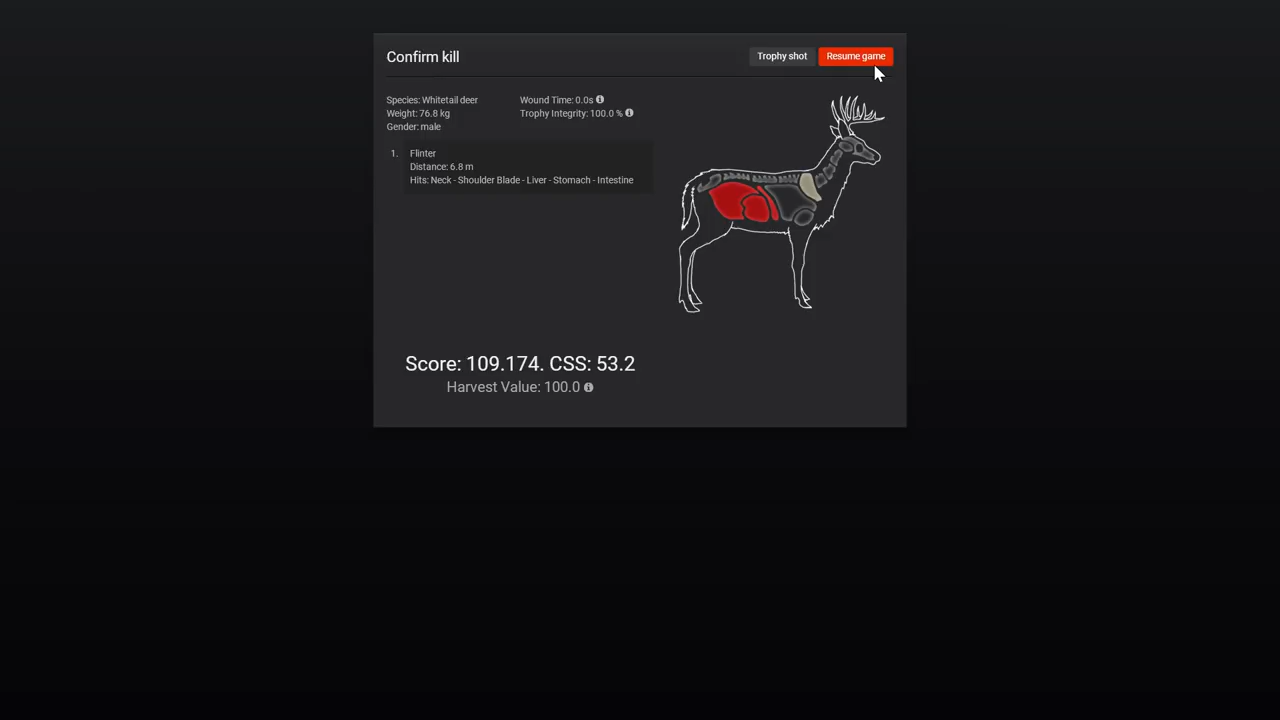 Confirm kill
Trophy shot
Resume game
Species: Whitetail deer
Weight: 76.8 kg
Gender: male
Wound Time: 0.0s
Trophy Integrity: 100.0 %
1.
Flinter
Distance: 6.8 m
Hits: Neck - Shoulder Blade - Liver - Stomach - Intestine
Score: 109.174. CSS: 53.2
Harvest Value: 100.0